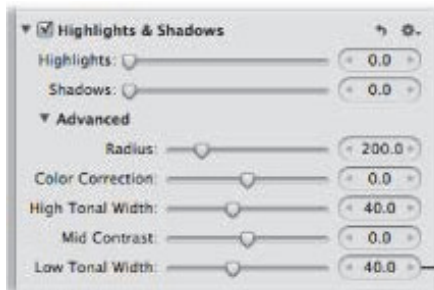 Highlights & Shadows
Highlights: 0.0
Shadows: 0.0
Advanced
Radius: 200.0
Color Correction: 0.0
High Tonal Width: 40.0
Mid Contrast: 0.0
Low Tonal Width: 40.0